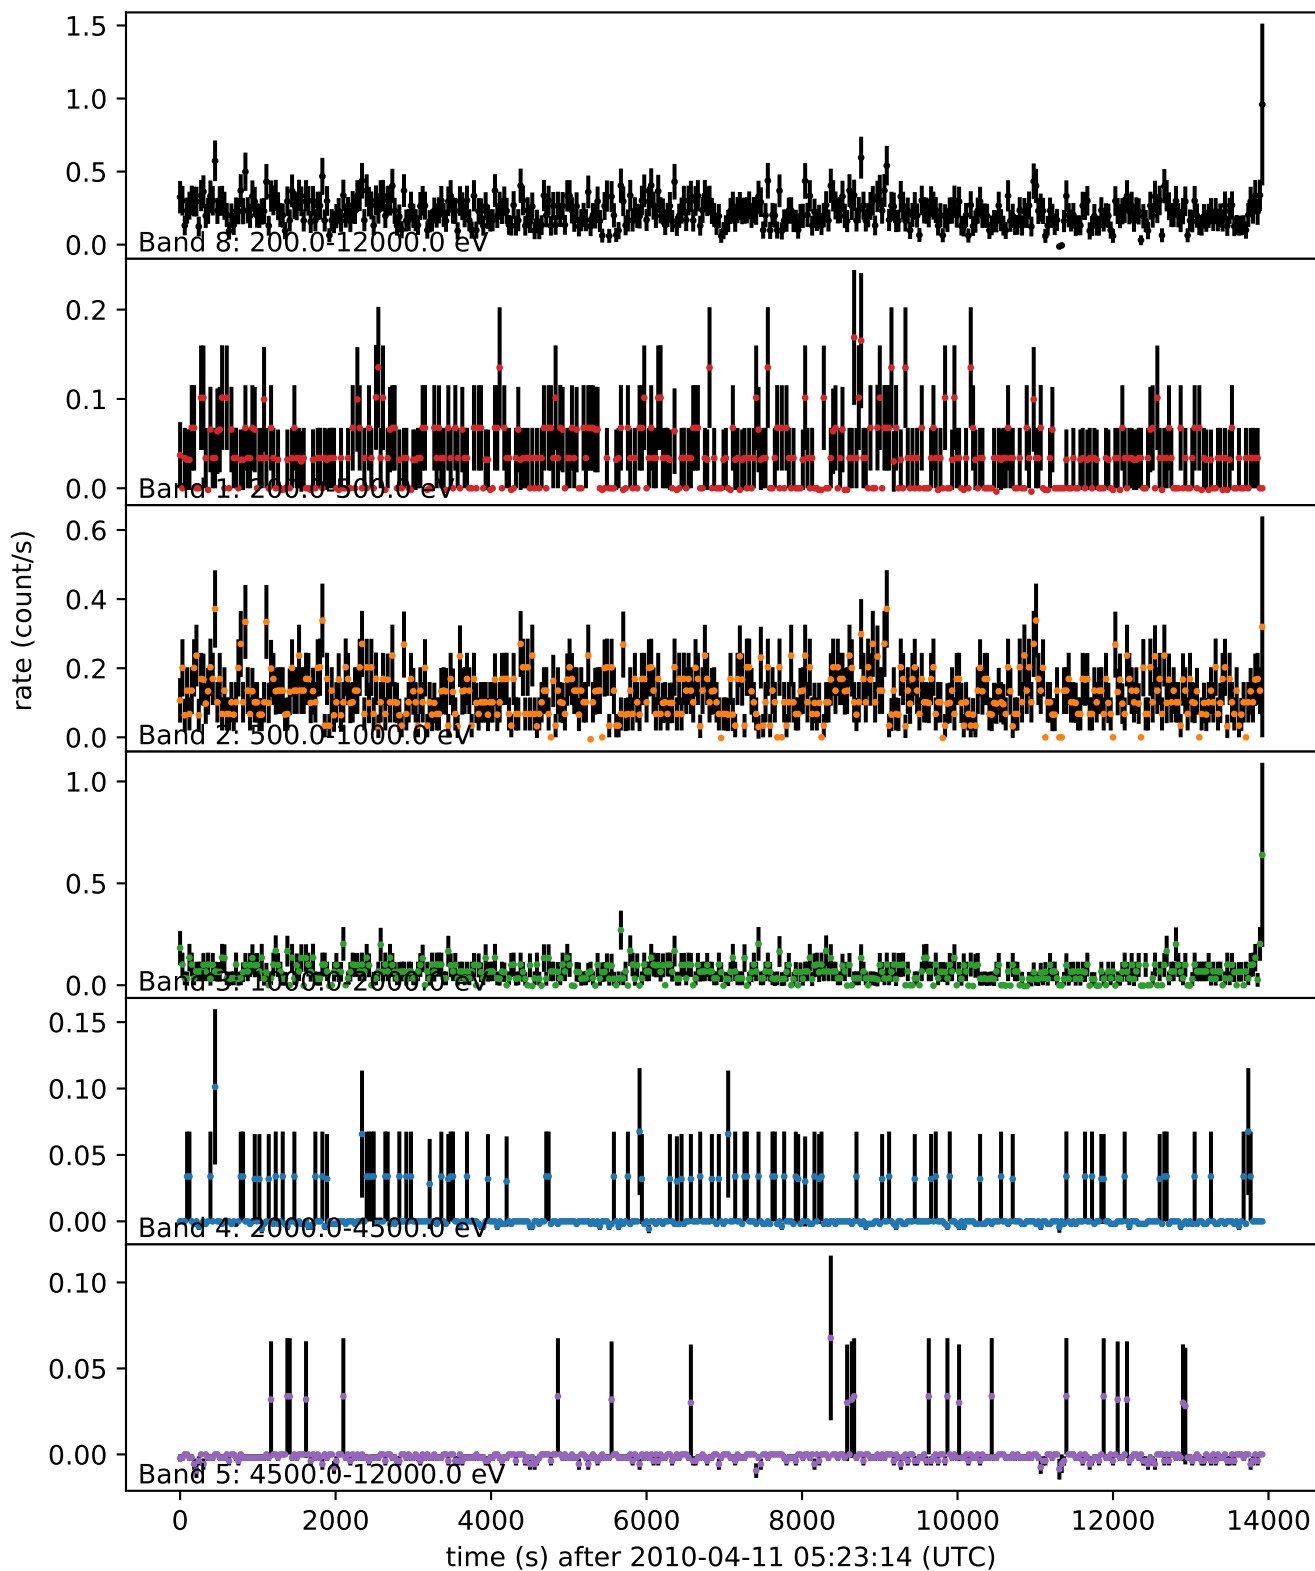 1.5
1.0
0.5
0.0
Band 8: 200.0-12000.0 eV
0.2
0.1
0.0
Band 1: 200.0-500.0 eV
rate (count/s)
0.6
0.4
0.2
0.0
Band 2: 500.0-1000.0 eV
1.0
0.5
0.0
Band 3: 1000.0-2000.0 eV
0.15
0.10
0.05
0.00
Band 4: 2000.0-4500.0 eV
0.10
0.05
0.00
Band 5: 4500.0-12000.0 eV
0 2000 4000 6000 8000 10000 12000 14000
time (s) after 2010-04-11 05:23:14 (UTC)